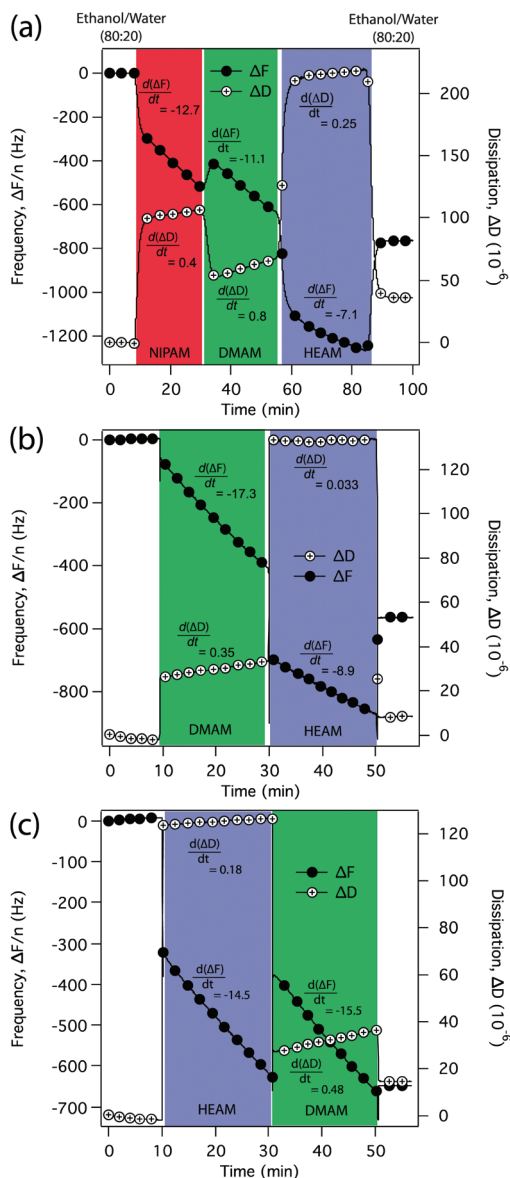 (a)
Ethanol/Water
(80:20)
Ethanol/Water
(80:20)
Frequency, ΔF/n (Hz)
0
-200
-400
-600
-800
-1000
-1200
d(ΔF)
dt
= -12.7
ΔF
ΔD
d(ΔF)
dt
= -11.1
d(ΔD)
dt
= 0.25
d(ΔD)
dt
= 0.4
d(ΔD)
dt
= 0.8
d(ΔF)
dt
= -7.1
NIPAM
DMAM
HEAM
200
150
100
50
0
Dissipation, ΔD (10-6)
0
20
40
60
80
100
Time (min)
(b)
Frequency, ΔF/n (Hz)
0
-200
-400
-600
-800
d(ΔF)
dt
= -17.3
d(ΔD)
dt
= 0.033
ΔD
ΔF
d(ΔD)
dt
= 0.35
d(ΔF)
dt
= -8.9
DMAM
HEAM
120
100
80
60
40
20
0
Dissipation, ΔD (10-6)
0
10
20
30
40
50
Time (min)
(c)
Frequency, ΔF/n (Hz)
0
-100
-200
-300
-400
-500
-600
-700
d(ΔD)
dt
= 0.18
ΔF
ΔD
d(ΔF)
dt
= -14.5
d(ΔF)
dt
= -15.5
d(ΔD)
dt
= 0.48
HEAM
DMAM
120
100
80
60
40
20
0
Dissipation, ΔD (10-6)
0
10
20
30
40
50
Time (min)